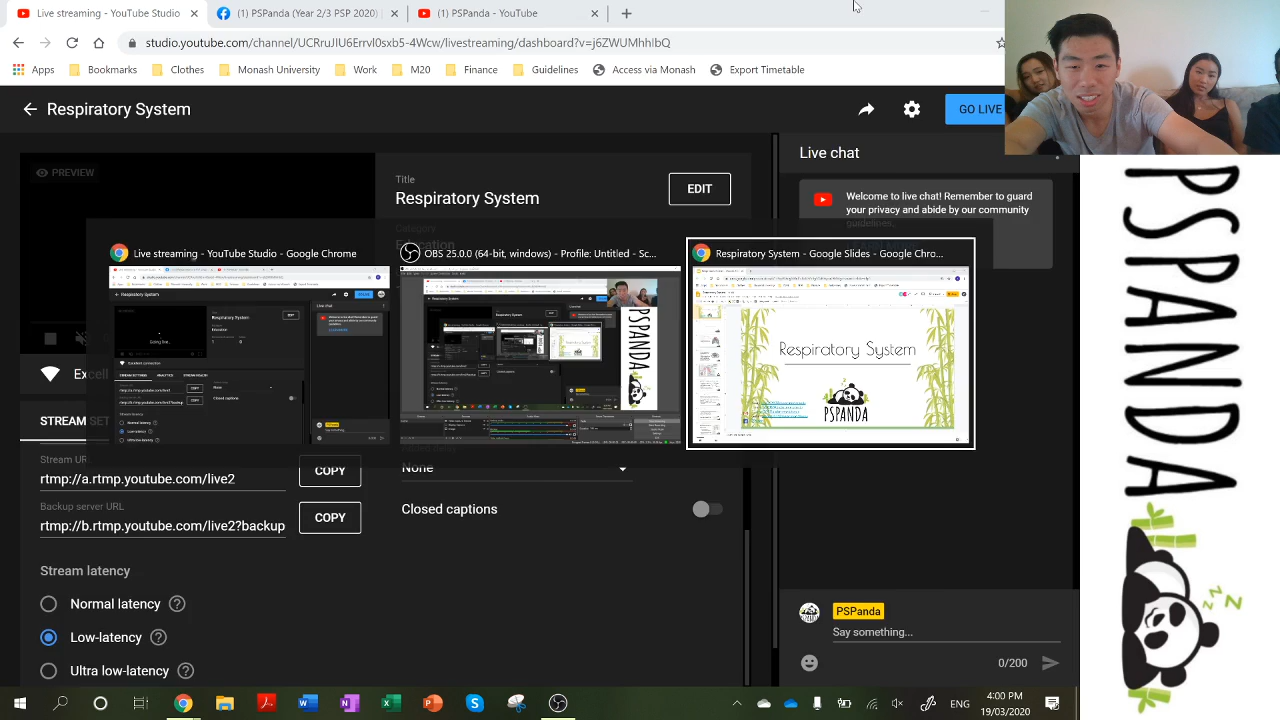 Live streaming - YouTube Studio
(1) PSPanda (Year 2/3 PSP 2020)
(1) PSPanda - YouTube
studio.youtube.com/channel/UCRruJIU6ErrvI0sxb5-4Wcw/livestreaming/dashboard?v=j6ZWUMhHbQ
Apps
Bookmarks
Clothes
Monash University
Work
M20
Finance
Guidelines
Access via Monash
Export Timetable
Respiratory System
GO LIVE
PREVIEW
Title
Respiratory System
EDIT
Category
Live chat
Welcome to live chat! Remember to guard
your privacy and abide by our community
guidelines.
Live streaming - YouTube Studio - Google Chrome
OBS 25.0.0 (64-bit, windows) - Profile: Untitled - Sc...
Respiratory System - Google Slides - Google Chro...
Respiratory System
PSPANDA
STREAM SET
Stream UR
rtmp://a.rtmp.youtube.com/live2
COPY
None
Backup server URL
rtmp://b.rtmp.youtube.com/live2?backup
COPY
Closed captions
Stream latency
Normal latency
Low-latency
Ultra low-latency
PSPanda
Say something...
0/200
PSPANDA
z z z
ENG
4:00 PM
19/03/2020